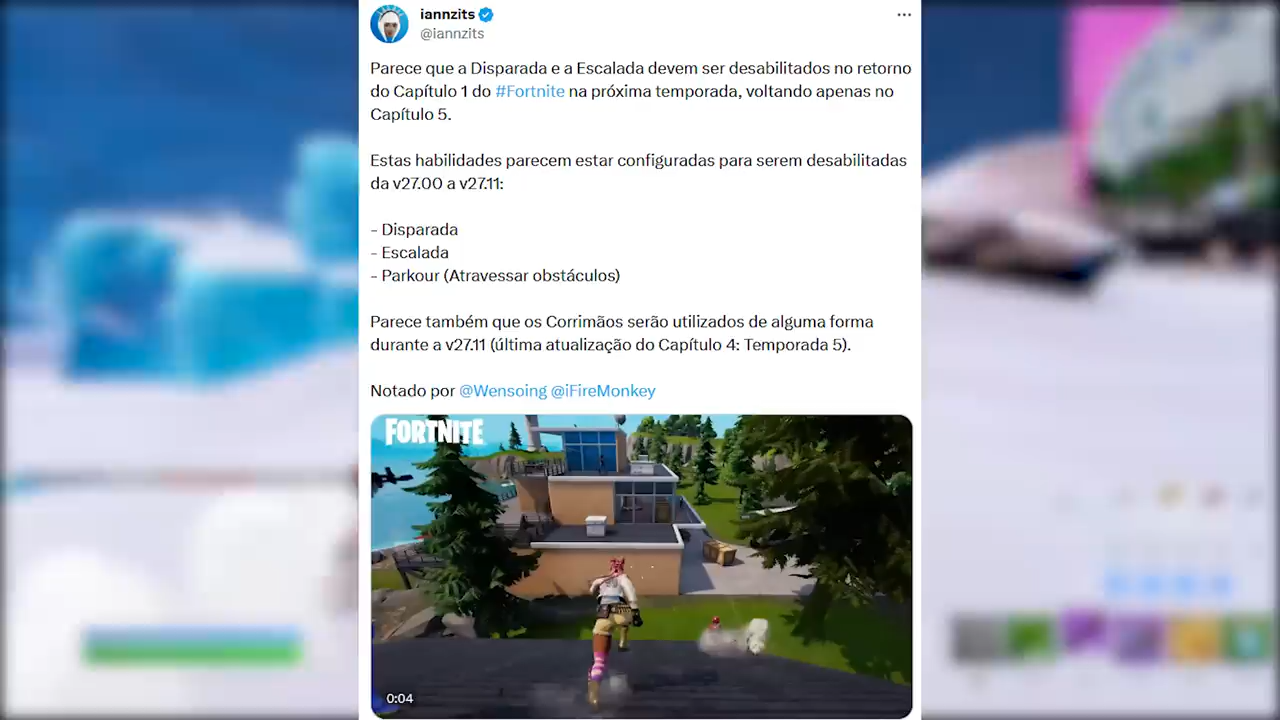 iannzits
@iannzits
Parece que a Disparada e a Escalada devem ser desabilitados no retorno
do Capítulo 1 do #Fortnite na próxima temporada, voltando apenas no
Capítulo 5.
Estas habilidades parecem estar configuradas para serem desabilitadas
da v27.00 a v27.11:
- Disparada
- Escalada
- Parkour (Atravessar obstáculos)
Parece também que os Corrimãos serão utilizados de alguma forma
durante a v27.11 (última atualização do Capítulo 4: Temporada 5).
Notado por @Wensoing @iFireMonkey
FORTNITE
0:04